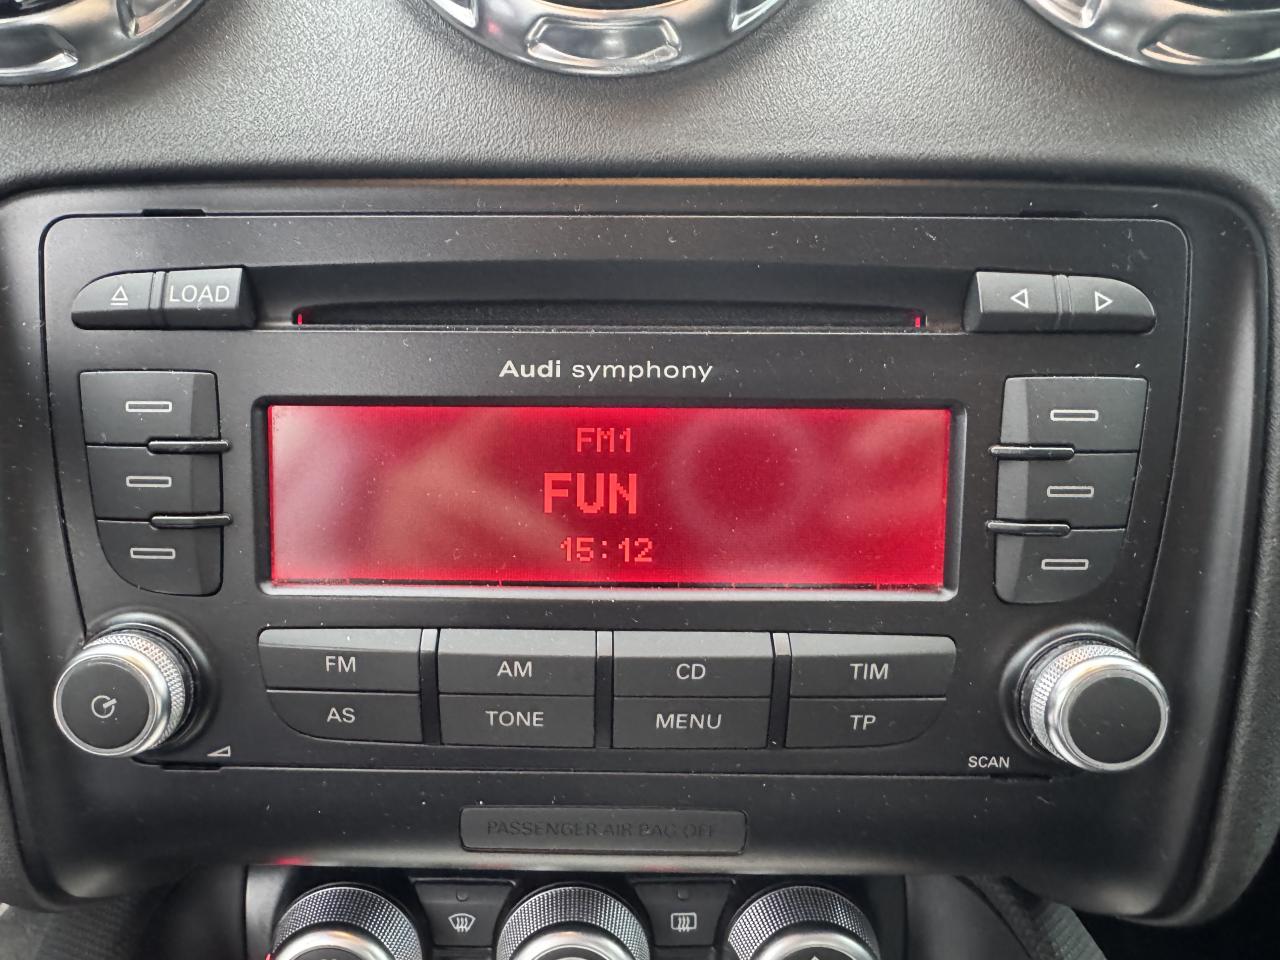 LOAD
Audi symphony
FM1
FUN
15:12
FM
AM
CD
TIM
AS
TONE
MENU
TP
SCAN
PASSENGER AIR BAG OFF